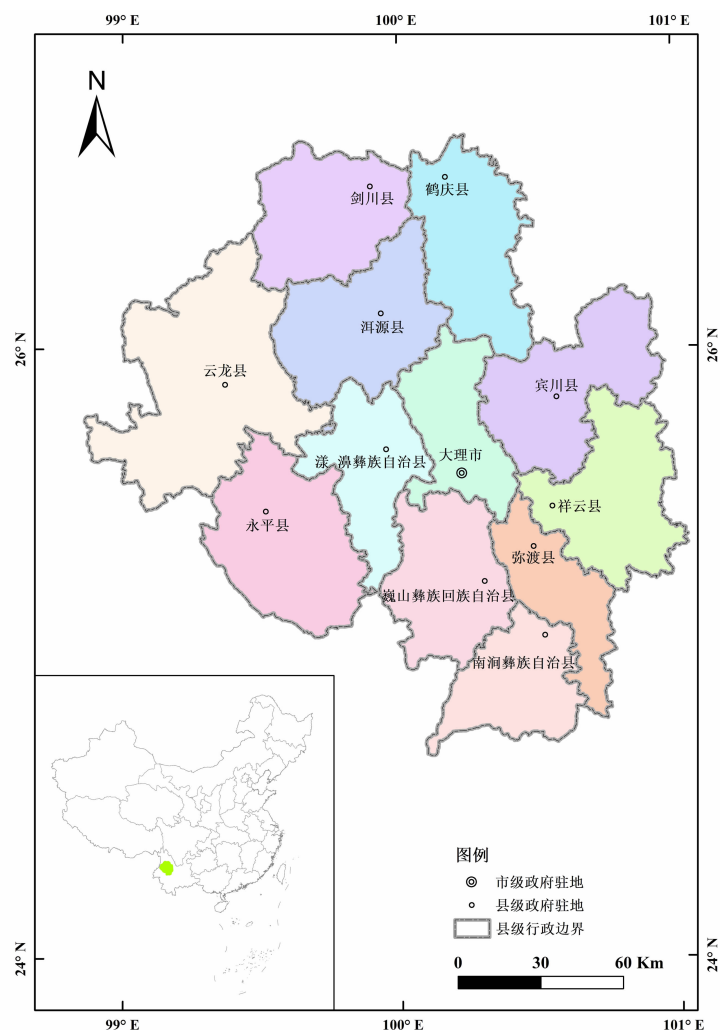 99° E
100° E
101° E
N
鹤庆县
剑川县
洱源县
26° N
26° N
云龙县
宾川县
漾 濞彝族自治县
大理市
祥云县
永平县
弥渡县
巍山彝族回族自治县
南涧彝族自治县
图例
市级政府驻地
县级政府驻地
县级行政边界
24° N
24° N
0 30 60 Km
99° E
100° E
101° E